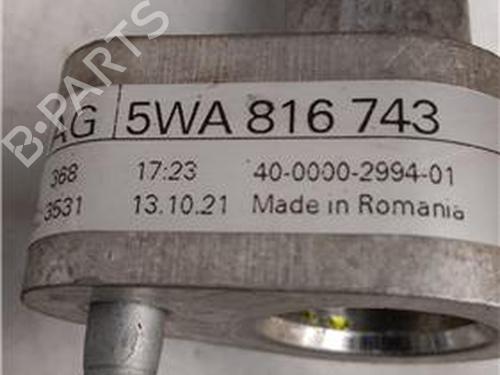 B-PARTS
AG 5WA 816 743
368 17:23 40-0000-2994-01
3531 13.10.21 Made in Romania